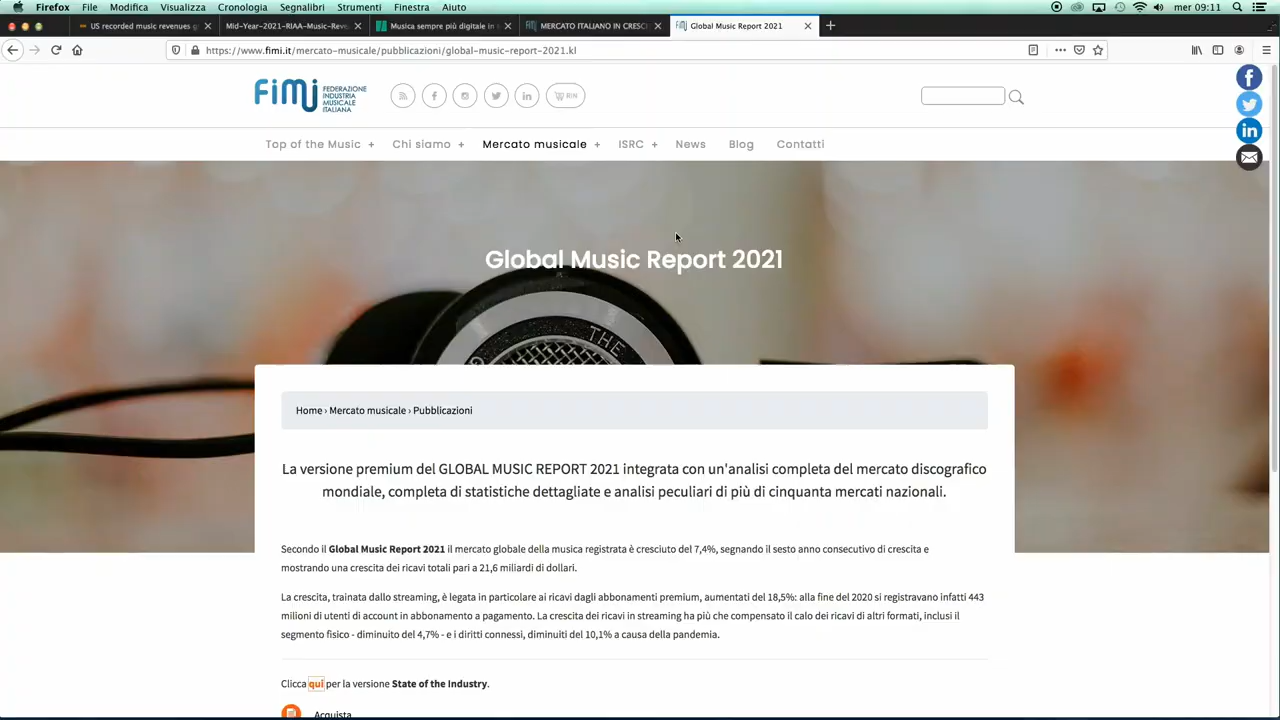 Firefox File Modifica Visualizza Cronologia Segnalibri Strumenti Finestra Aiuto mer 09:11
US recorded music revenues g
Mid-Year-2021-RIAA-Music-Reve
Musica sempre più digitale in
MERCATO ITALIANO IN CRESC
Global Music Report 2021
https://www.fimi.it/mercato-musicale/pubblicazioni/global-music-report-2021.kl
FIMI
FEDERAZIONE
INDUSTRIA
MUSICALE
ITALIANA
RIN
Top of the Music + Chi siamo + Mercato musicale + ISRC + News Blog Contatti
Global Music Report 2021
THE
Home › Mercato musicale › Pubblicazioni
La versione premium del GLOBAL MUSIC REPORT 2021 integrata con un'analisi completa del mercato discografico
mondiale, completa di statistiche dettagliate e analisi peculiari di più di cinquanta mercati nazionali.
Secondo il Global Music Report 2021 il mercato globale della musica registrata è cresciuto del 7,4%, segnando il sesto anno consecutivo di crescita e
mostrando una crescita dei ricavi totali pari a 21,6 miliardi di dollari.
La crescita, trainata dallo streaming, è legata in particolare ai ricavi dagli abbonamenti premium, aumentati del 18,5%: alla fine del 2020 si registravano infatti 443
milioni di utenti di account in abbonamento a pagamento. La crescita dei ricavi in streaming ha più che compensato il calo dei ricavi di altri formati, inclusi il
segmento fisico - diminuito del 4,7% - e i diritti connessi, diminuiti del 10,1% a causa della pandemia.
Clicca qui per la versione State of the Industry.
Acquista